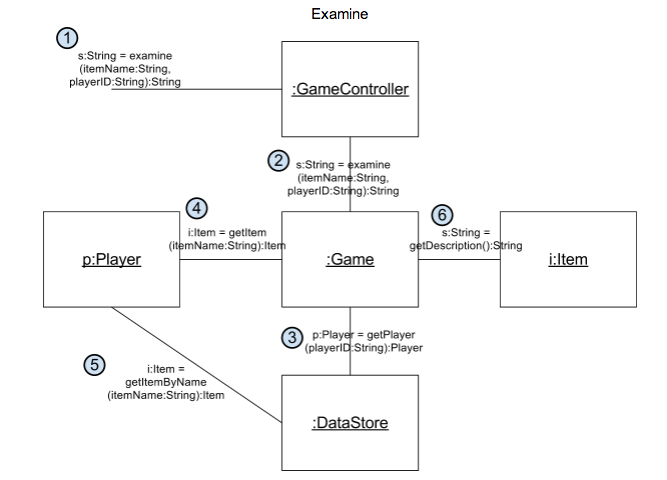 Examine
1
s:String = examine
(itemName:String,
playerID:String):String
:GameController
2
s:String = examine
(itemName:String,
playerID:String):String
4
i:Item = getItem
(itemName:String):Item
6
s:String =
getDescription():String
p:Player
:Game
i:Item
3
p:Player = getPlayer
(playerID:String):Player
5
i:Item =
getItemByName
(itemName:String):Item
:DataStore